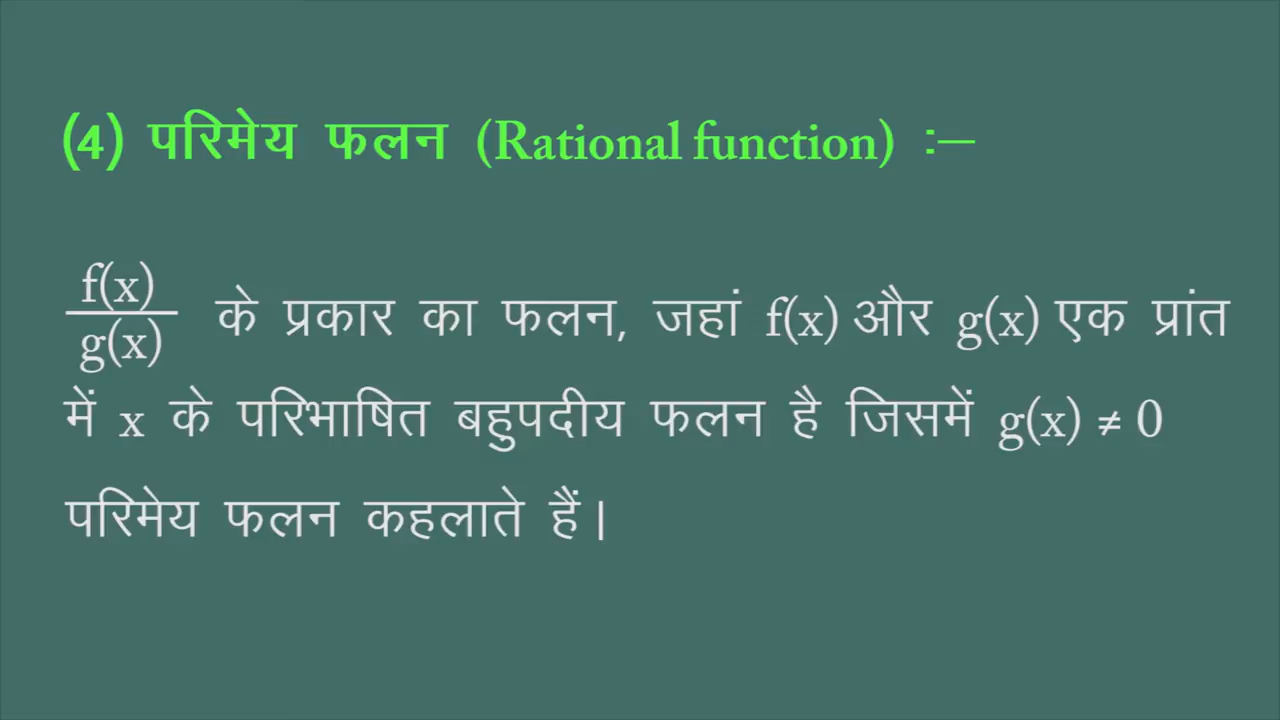 (4) परिमेय फलन (Rational function) :–
f(x)/g(x) के प्रकार का फलन, जहां f(x) और g(x) एक प्रांत
में x के परिभाषित बहुपदीय फलन है जिसमें g(x) ≠ 0
परिमेय फलन कहलाते हैं।